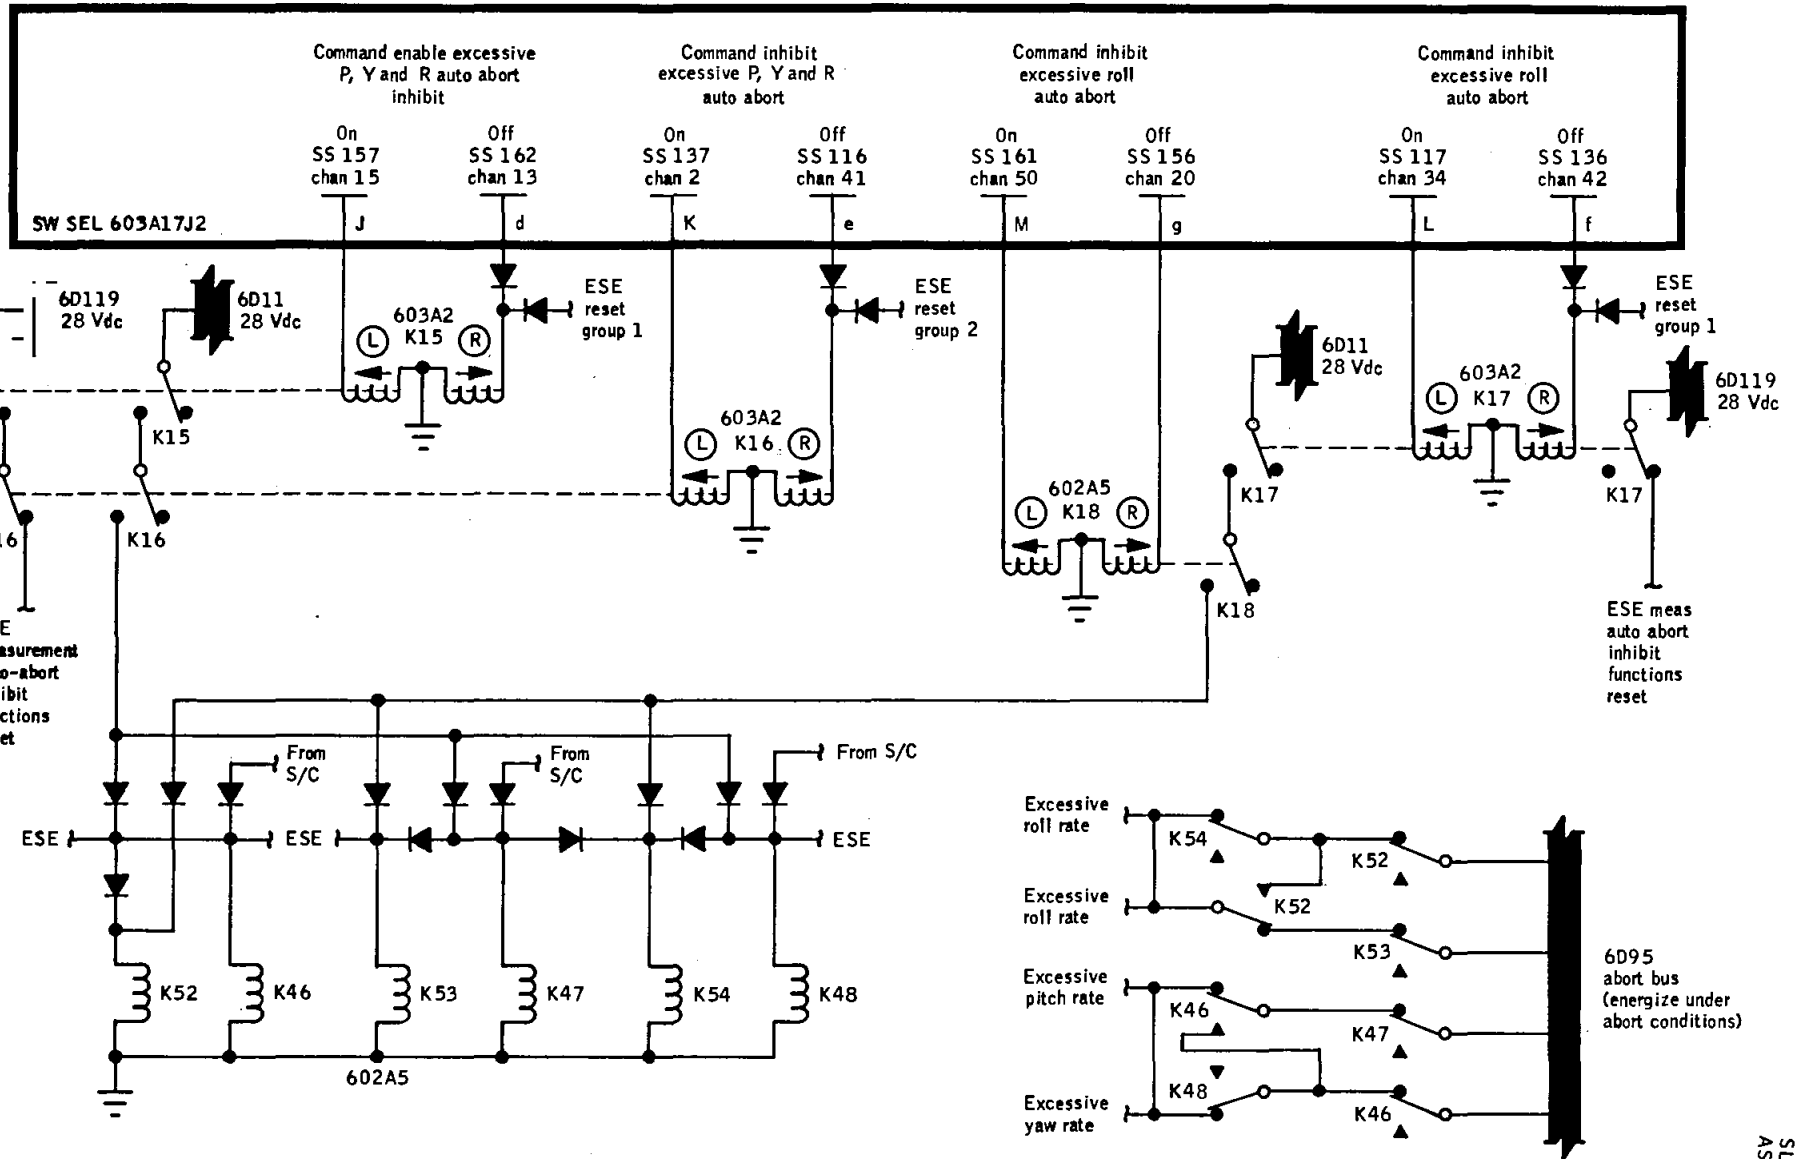 Command enable excessive
P, Y and R auto abort
inhibit
Command inhibit
excessive P, Y and R
auto abort
Command inhibit
excessive roll
auto abort
Command inhibit
excessive roll
auto abort
On
SS 157
chan 15
Off
SS 162
chan 13
On
SS 137
chan 2
Off
SS 116
chan 41
On
SS 161
chan 50
Off
SS 156
chan 20
On
SS 117
chan 34
Off
SS 136
chan 42
SW SEL 603A17J2
J
d
K
e
M
g
L
f
6D119
28 Vdc
6D11
28 Vdc
603A2
K15
L
R
ESE
reset
group 1
ESE
reset
group 2
6D11
28 Vdc
ESE
reset
group 1
6D119
28 Vdc
K15
603A2
K16
L
R
603A2
K17
L
R
K17
K17
602A5
K18
L
R
16
K16
K18
E
asurement
o-abort
ibit
ctions
et
ESE meas
auto abort
inhibit
functions
reset
From
S/C
From
S/C
From S/C
ESE
ESE
ESE
K52
K46
K53
K47
K54
K48
602A5
Excessive
roll rate
K54
K52
K52
Excessive
roll rate
K53
Excessive
pitch rate
K46
K47
K48
Excessive
yaw rate
K46
6D95
abort bus
(energize under
abort conditions)
SL
AS